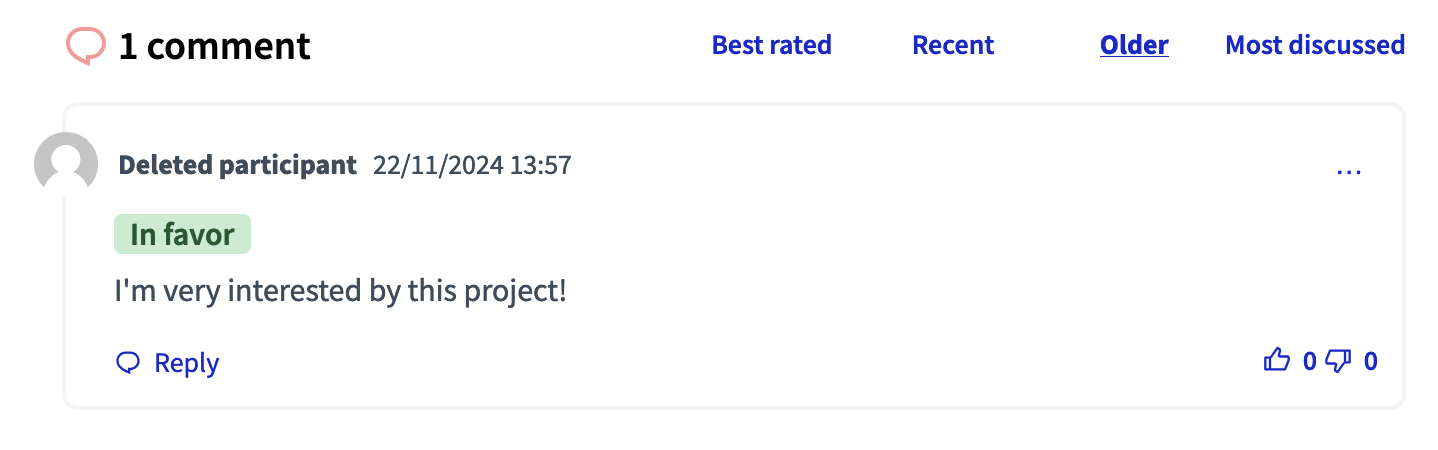 1 comment Best rated Recent Older Most discussed
Deleted participant 22/11/2024 13:57 ...
In favor
I'm very interested by this project!
Reply 0 0